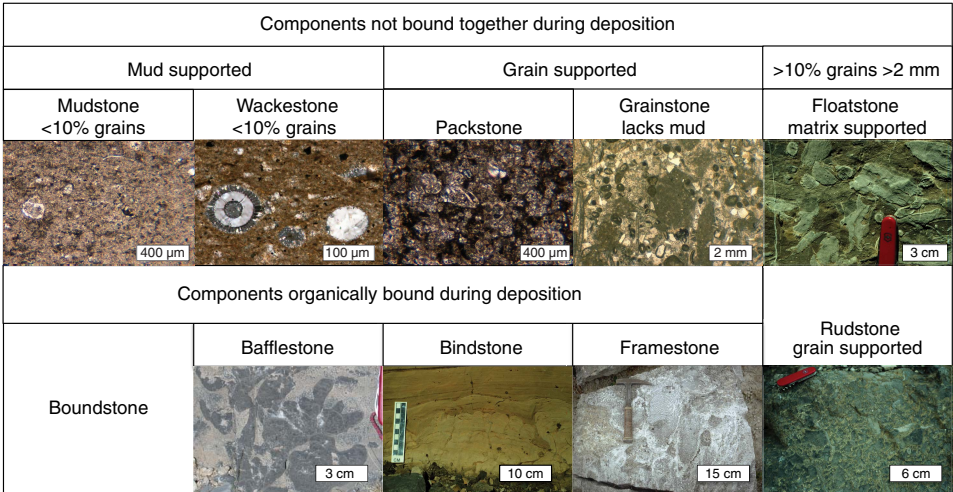 Components not bound together during deposition
Mud supported
Grain supported
>10% grains >2 mm
Mudstone
<10% grains
Wackestone
<10% grains
Packstone
Grainstone
lacks mud
Floatstone
matrix supported
400 µm
100 µm
400 µm
2 mm
3 cm
Components organically bound during deposition
Rudstone
grain supported
Boundstone
Bafflestone
Bindstone
Framestone
3 cm
10 cm
15 cm
6 cm